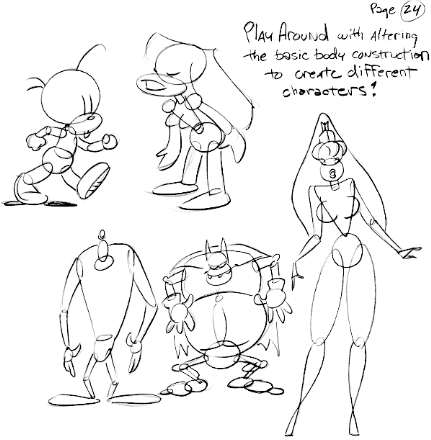 Page 24
Play Around with altering
the basic body construction
to create different
characters!